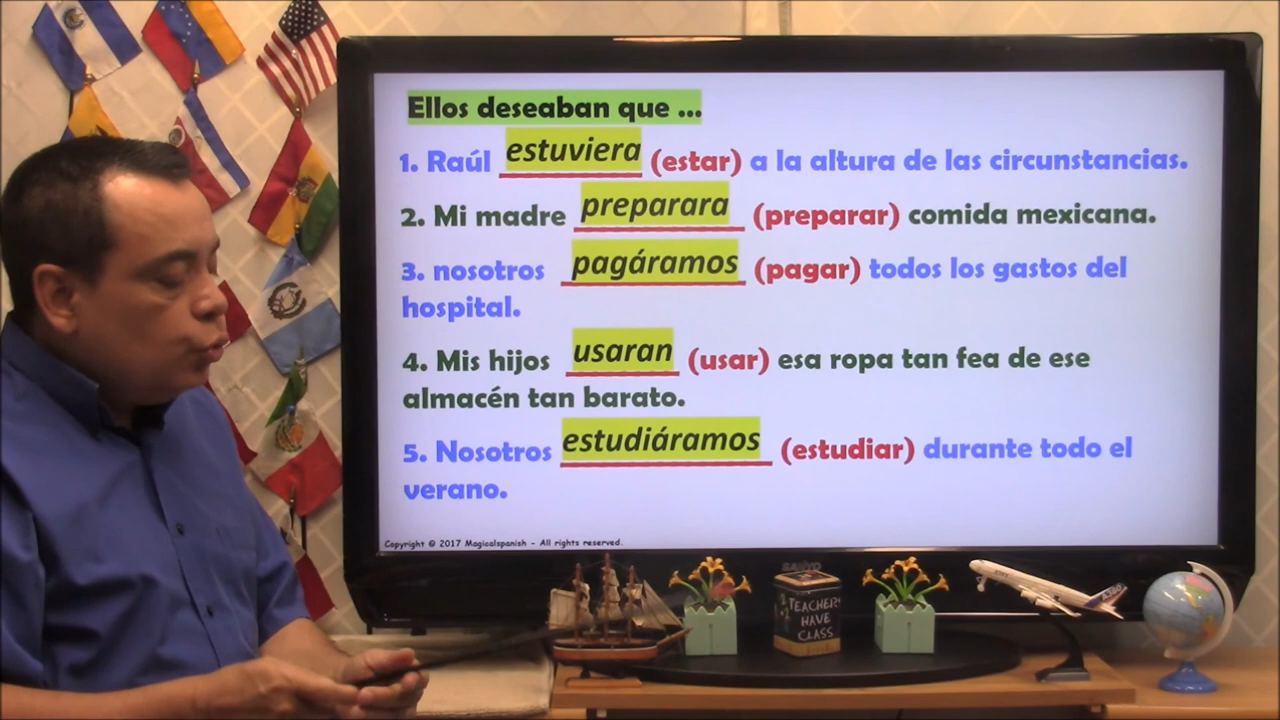 Ellos deseaban que ...
1. Raúl estuviera (estar) a la altura de las circunstancias.
2. Mi madre preparara (preparar) comida mexicana.
3. nosotros pagáramos (pagar) todos los gastos del
hospital.
4. Mis hijos usaran (usar) esa ropa tan fea de ese
almacén tan barato.
5. Nosotros estudiáramos (estudiar) durante todo el
verano.
Copyright © 2017 Magicalspanish - All rights reserved.
SANYO
TEACHERS
HAVE
CLASS
A380